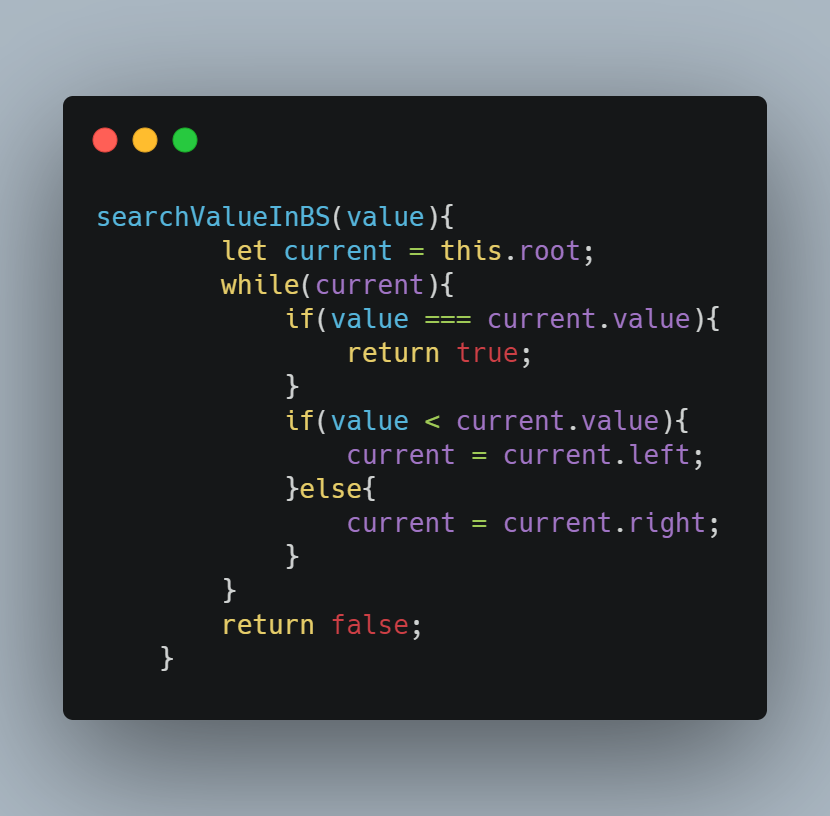 searchValueInBS(value){
        let current = this.root;
        while(current){
            if(value === current.value){
                return true;
            }
            if(value < current.value){
                current = current.left;
            }else{
                current = current.right;
            }
        }
        return false;
    }